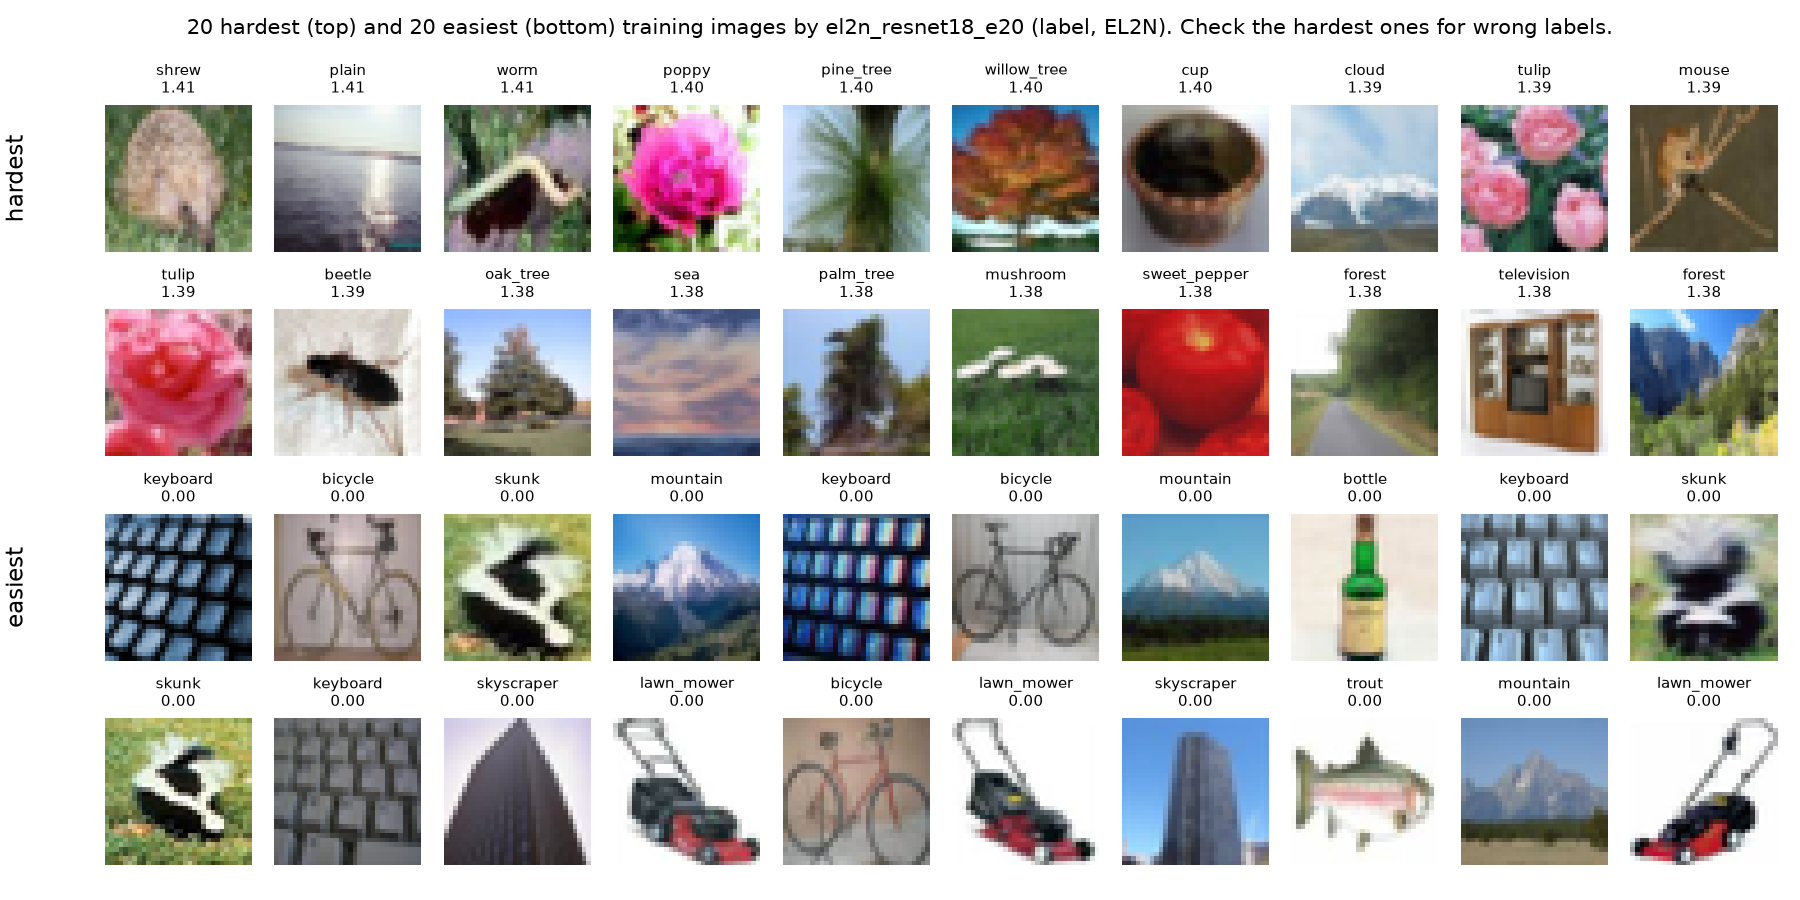 20 hardest (top) and 20 easiest (bottom) training images by el2n_resnet18_e20 (label, EL2N). Check the hardest ones for wrong labels.
hardest
shrew plain worm poppy pine_tree willow_tree cup cloud tulip mouse
1.41 1.41 1.41 1.40 1.40 1.40 1.40 1.39 1.39 1.39
tulip beetle oak_tree sea palm_tree mushroom sweet_pepper forest television forest
1.39 1.39 1.38 1.38 1.38 1.38 1.38 1.38 1.38 1.38
easiest
keyboard bicycle skunk mountain keyboard bicycle mountain bottle keyboard skunk
0.00 0.00 0.00 0.00 0.00 0.00 0.00 0.00 0.00 0.00
skunk keyboard skyscraper lawn_mower bicycle lawn_mower skyscraper trout mountain lawn_mower
0.00 0.00 0.00 0.00 0.00 0.00 0.00 0.00 0.00 0.00